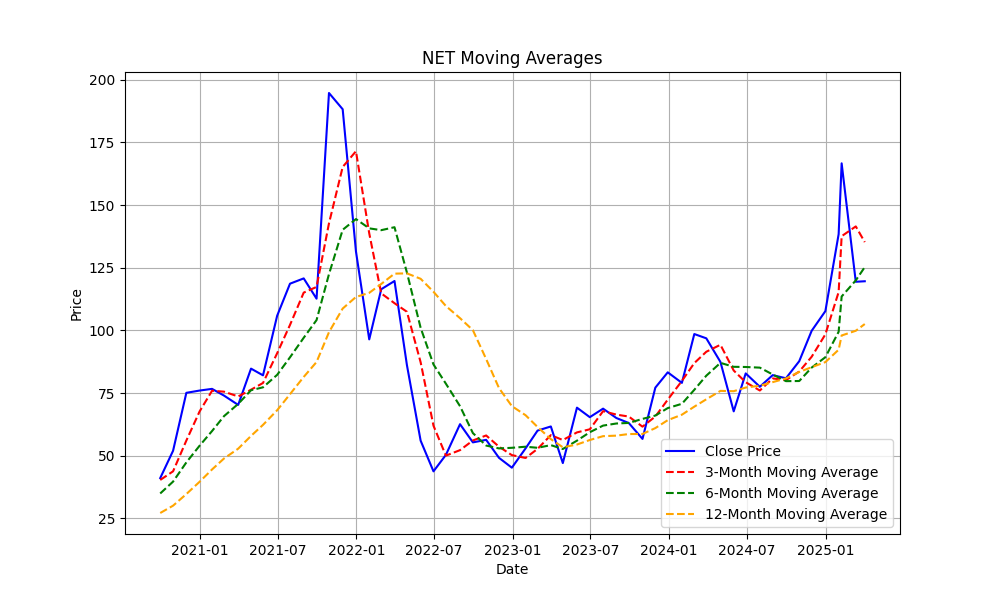 NET Moving Averages
Price
200
175
150
125
100
75
50
25
2021-01 2021-07 2022-01 2022-07 2023-01 2023-07 2024-01 2024-07 2025-01
Date
Close Price
3-Month Moving Average
6-Month Moving Average
12-Month Moving Average